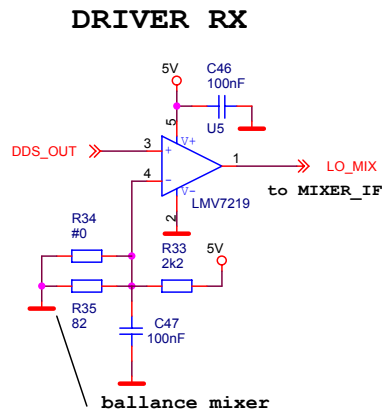 DRIVER RX
C46
5V
100nF
5
V+
U5
DDS_OUT
3
+
1
LO_MIX
4
-
to MIXER_IF
V-
LMV7219
2
R34
#0
R33
5V
2k2
R35
82
C47
100nF
ballance mixer